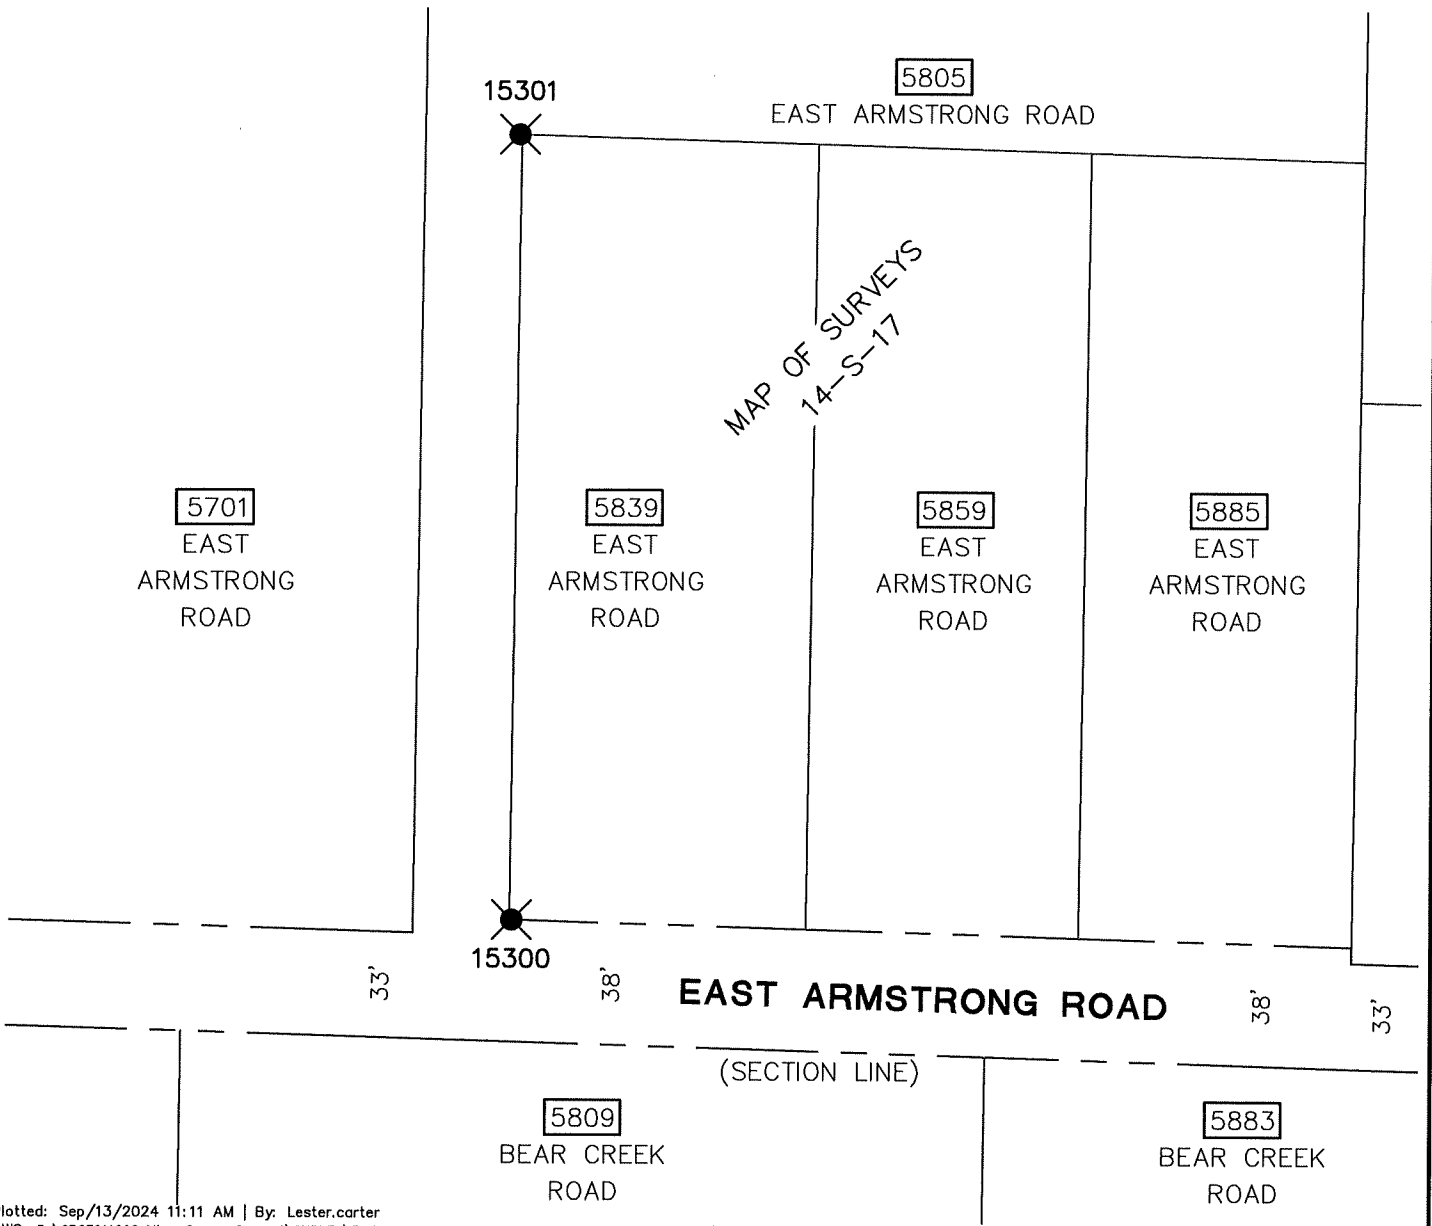 15301
5805
EAST ARMSTRONG ROAD
MAP OF SURVEYS
14-S-17
5701
EAST
ARMSTRONG
ROAD
5839
EAST
ARMSTRONG
ROAD
5859
EAST
ARMSTRONG
ROAD
5885
EAST
ARMSTRONG
ROAD
15300
33'
38'
EAST ARMSTRONG ROAD
38'
33'
(SECTION LINE)
5809
BEAR CREEK
ROAD
5883
BEAR CREEK
ROAD
lotted: Sep/13/2024 11:11 AM | By: Lester.carter